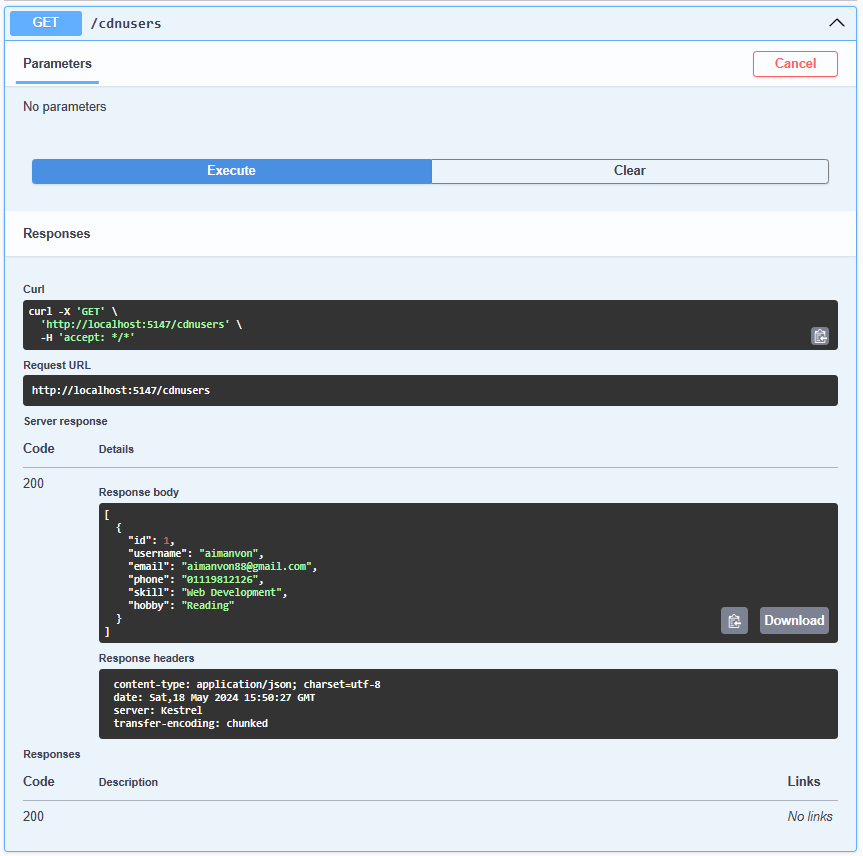 GET /cdnusers
Parameters
Cancel
No parameters
Execute
Clear
Responses
Curl
curl -X 'GET' \
  'http://localhost:5147/cdnusers' \
  -H 'accept: */*'
Request URL
http://localhost:5147/cdnusers
Server response
Code Details
200
Response body
[
  {
    "id": 1,
    "username": "aimanvon",
    "email": "aimanvon88@gmail.com",
    "phone": "01119812126",
    "skill": "Web Development",
    "hobby": "Reading"
  }
]
Download
Response headers
content-type: application/json; charset=utf-8
date: Sat,18 May 2024 15:50:27 GMT
server: Kestrel
transfer-encoding: chunked
Responses
Code Description Links
200 No links